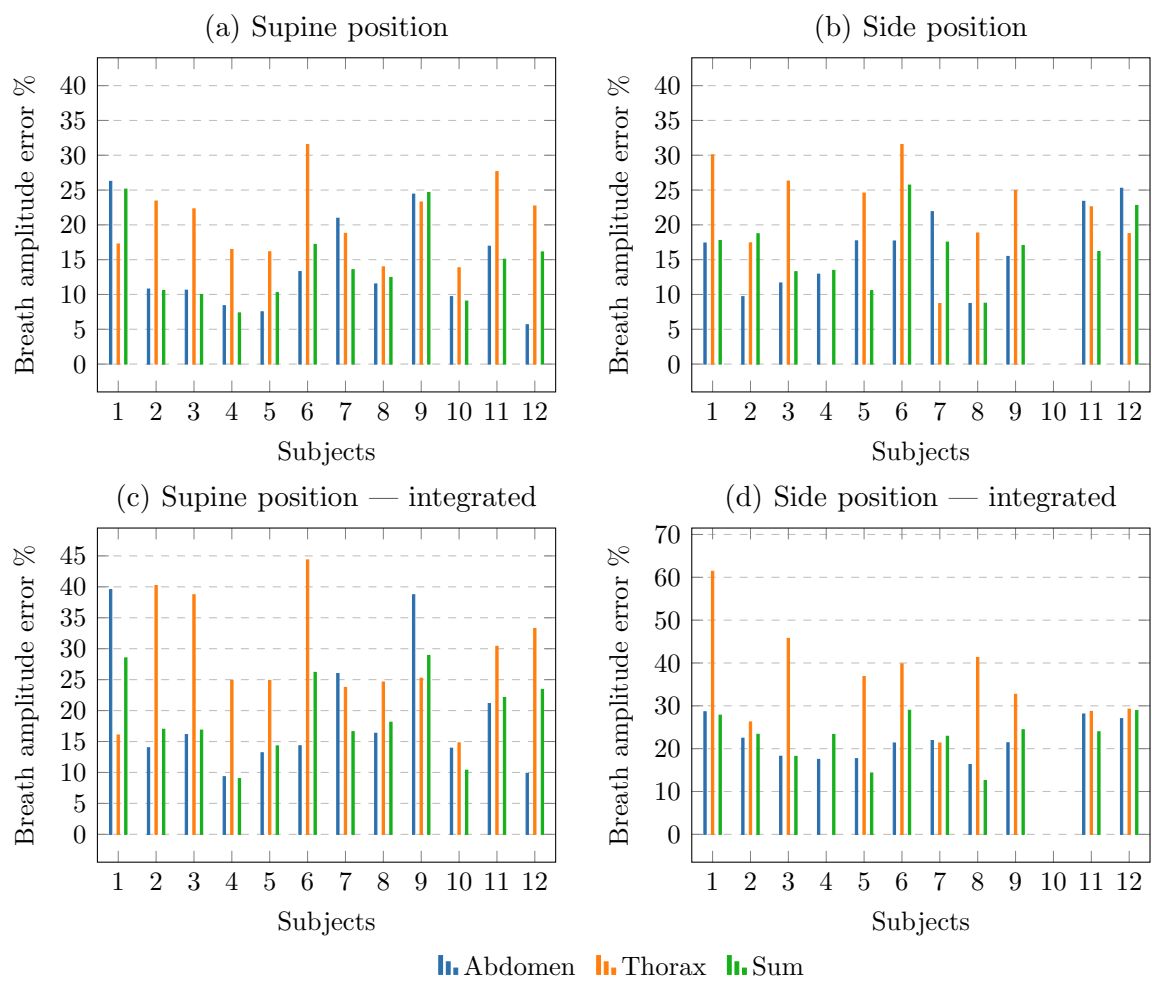 (a) Supine position
Breath amplitude error %
40
35
30
25
20
15
10
5
0
1 2 3 4 5 6 7 8 9 10 11 12
Subjects
(b) Side position
Breath amplitude error %
40
35
30
25
20
15
10
5
0
1 2 3 4 5 6 7 8 9 10 11 12
Subjects
(c) Supine position — integrated
Breath amplitude error %
45
40
35
30
25
20
15
10
5
0
1 2 3 4 5 6 7 8 9 10 11 12
Subjects
(d) Side position — integrated
Breath amplitude error %
70
60
50
40
30
20
10
0
1 2 3 4 5 6 7 8 9 10 11 12
Subjects
Abdomen Thorax Sum